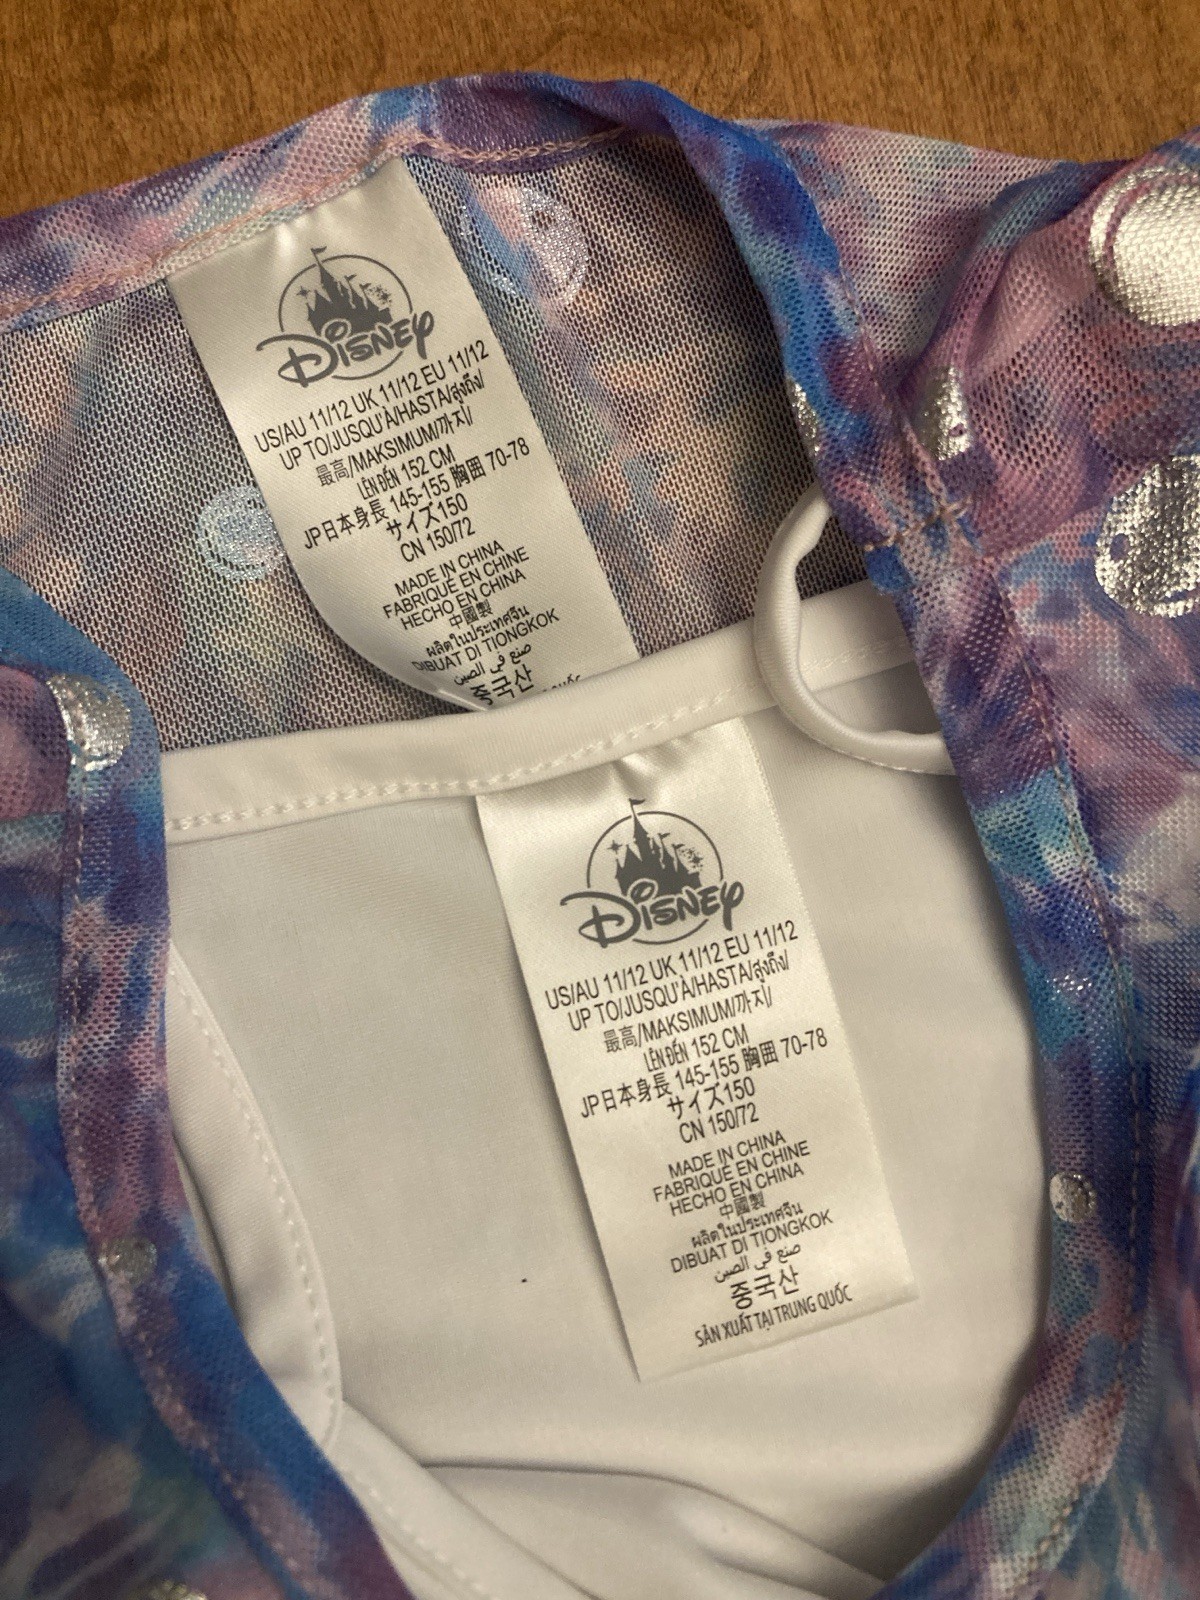 Disney
US/AU 11/12 UK 11/12 EU 11/12
UP TO/JUSQU'À/HASTA/สูงถึง/
最高/MAKSIMUM/까지/
LÊN ĐẾN 152 CM
JP日本身長 145-155 胸囲 70-78
サイズ150
CN 150/72
MADE IN CHINA
FABRIQUÉ EN CHINE
HECHO EN CHINA
中國製
ผลิตในประเทศจีน
DIBUAT DI TIONGKOK
صنع في الصين
중국산
Disney
US/AU 11/12 UK 11/12 EU 11/12
UP TO/JUSQU'À/HASTA/สูงถึง/
最高/MAKSIMUM/까지/
LÊN ĐẾN 152 CM
JP日本身長 145-155 胸囲 70-78
サイズ150
CN 150/72
MADE IN CHINA
FABRIQUÉ EN CHINE
HECHO EN CHINA
中國製
ผลิตในประเทศจีน
DIBUAT DI TIONGKOK
صنع في الصين
중국산
SẢN XUẤT TẠI TRUNG QUỐC